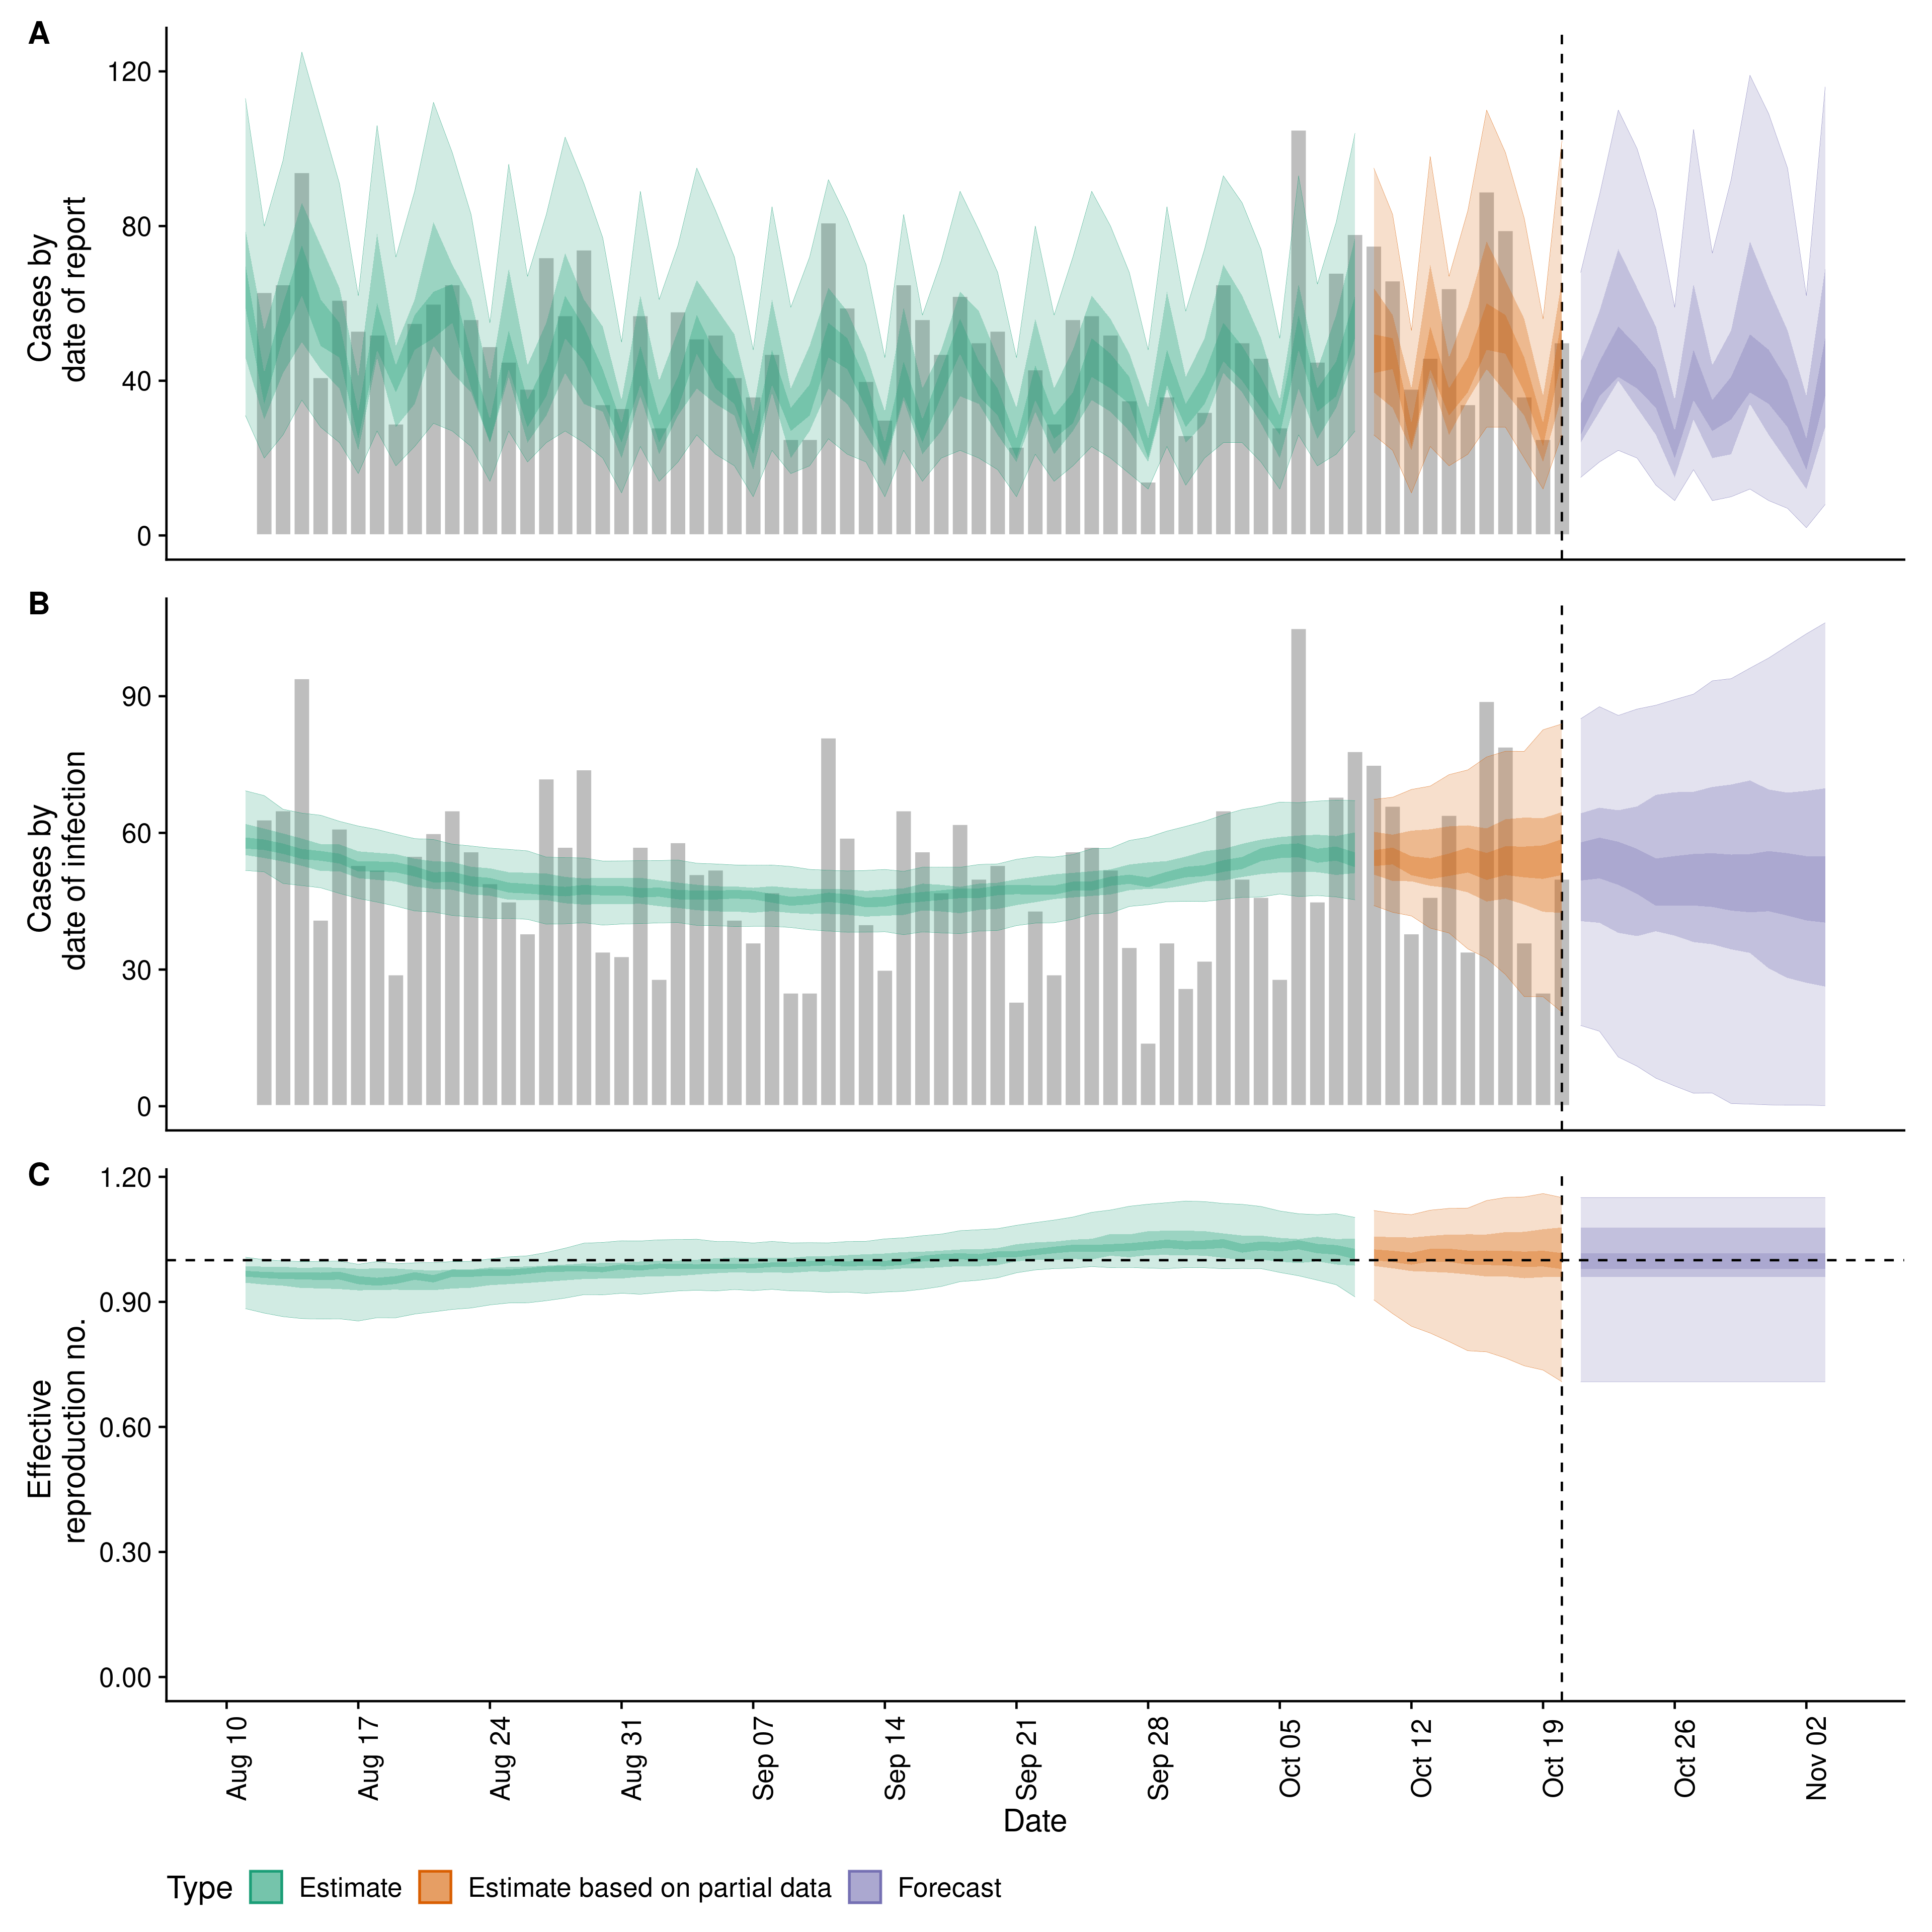 A
Cases by
date of report
120
80
40
0
B
Cases by
date of infection
90
60
30
0
C
Effective
reproduction no.
1.20
0.90
0.60
0.30
0.00
Aug 10
Aug 17
Aug 24
Aug 31
Sep 07
Sep 14
Sep 21
Sep 28
Oct 05
Oct 12
Oct 19
Oct 26
Nov 02
Date
Type Estimate Estimate based on partial data Forecast